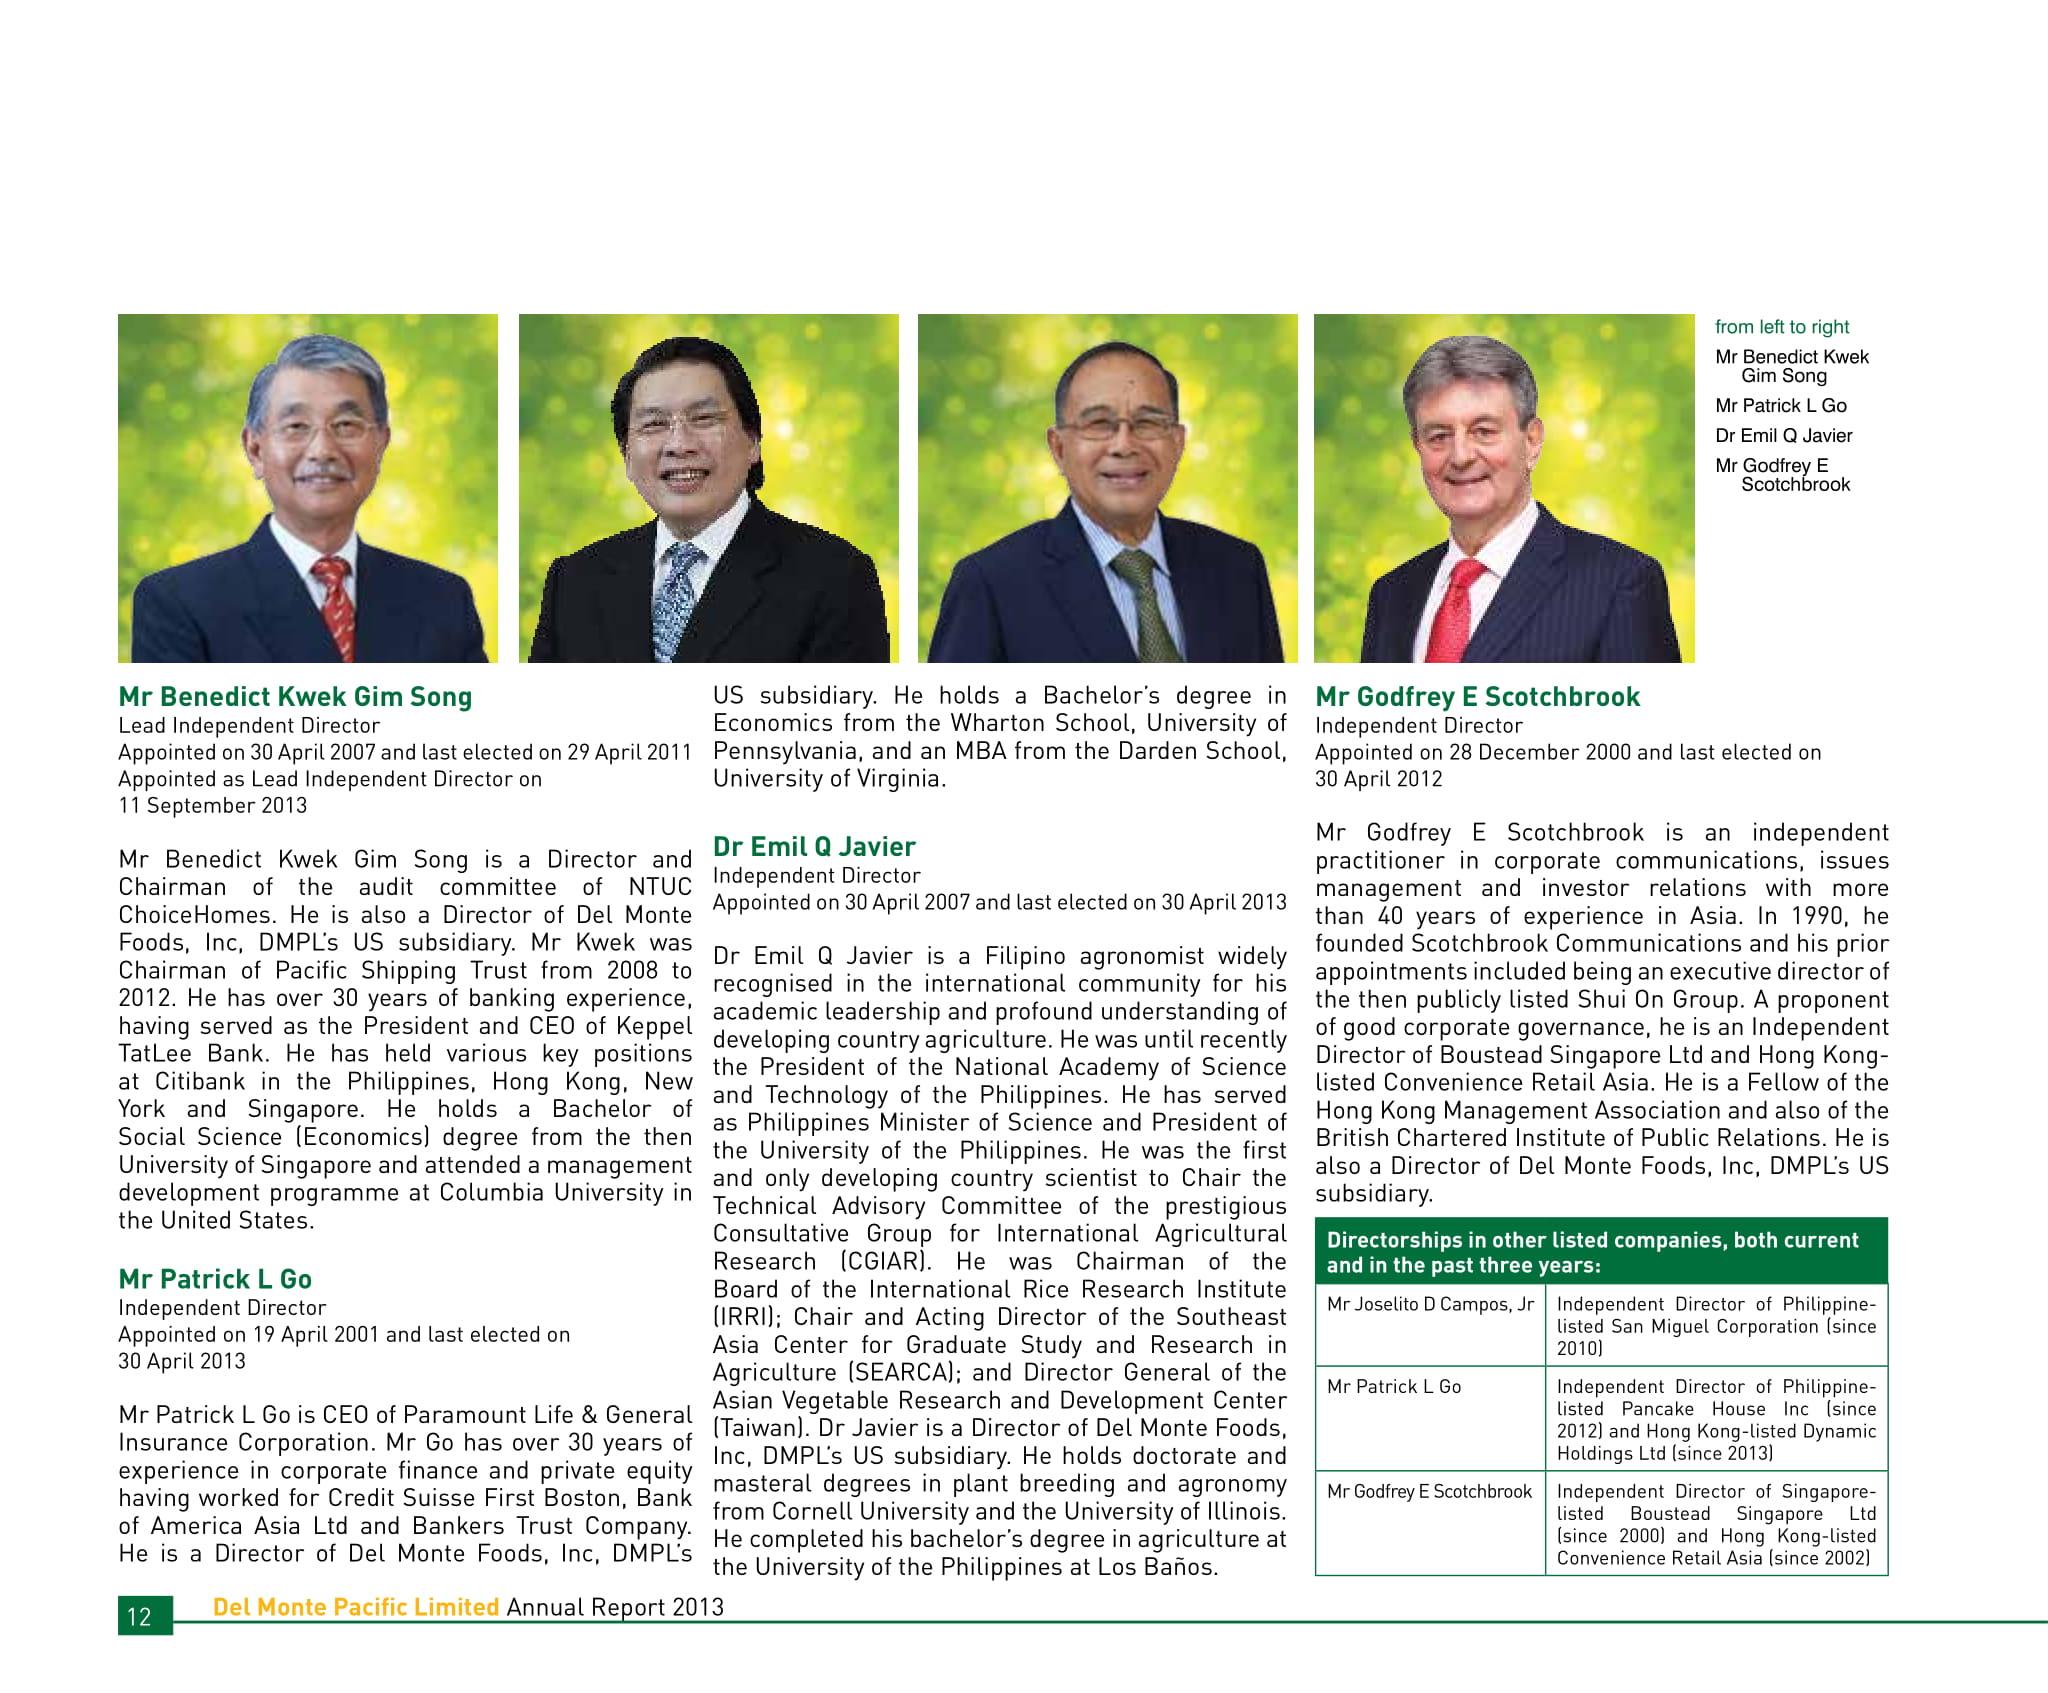 from left to right
Mr Benedict Kwek
Gim Song
Mr Patrick L Go
Dr Emil Q Javier
Mr Godfrey E
Scotchbrook
Mr Benedict Kwek Gim Song
Lead Independent Director
Appointed on 30 April 2007 and last elected on 29 April 2011
Appointed as Lead Independent Director on
11 September 2013
Mr Benedict Kwek Gim Song is a Director and
Chairman of the audit committee of NTUC
ChoiceHomes. He is also a Director of Del Monte
Foods, Inc, DMPL’s US subsidiary. Mr Kwek was
Chairman of Pacific Shipping Trust from 2008 to
2012. He has over 30 years of banking experience,
having served as the President and CEO of Keppel
TatLee Bank. He has held various key positions
at Citibank in the Philippines, Hong Kong, New
York and Singapore. He holds a Bachelor of
Social Science (Economics) degree from the then
University of Singapore and attended a management
development programme at Columbia University in
the United States.
Mr Patrick L Go
Independent Director
Appointed on 19 April 2001 and last elected on
30 April 2013
Mr Patrick L Go is CEO of Paramount Life & General
Insurance Corporation. Mr Go has over 30 years of
experience in corporate finance and private equity
having worked for Credit Suisse First Boston, Bank
of America Asia Ltd and Bankers Trust Company.
He is a Director of Del Monte Foods, Inc, DMPL’s
US subsidiary. He holds a Bachelor’s degree in
Economics from the Wharton School, University of
Pennsylvania, and an MBA from the Darden School,
University of Virginia.
Dr Emil Q Javier
Independent Director
Appointed on 30 April 2007 and last elected on 30 April 2013
Dr Emil Q Javier is a Filipino agronomist widely
recognised in the international community for his
academic leadership and profound understanding of
developing country agriculture. He was until recently
the President of the National Academy of Science
and Technology of the Philippines. He has served
as Philippines Minister of Science and President of
the University of the Philippines. He was the first
and only developing country scientist to Chair the
Technical Advisory Committee of the prestigious
Consultative Group for International Agricultural
Research (CGIAR). He was Chairman of the
Board of the International Rice Research Institute
(IRRI); Chair and Acting Director of the Southeast
Asia Center for Graduate Study and Research in
Agriculture (SEARCA); and Director General of the
Asian Vegetable Research and Development Center
(Taiwan). Dr Javier is a Director of Del Monte Foods,
Inc, DMPL’s US subsidiary. He holds doctorate and
masteral degrees in plant breeding and agronomy
from Cornell University and the University of Illinois.
He completed his bachelor’s degree in agriculture at
the University of the Philippines at Los Baños.
Mr Godfrey E Scotchbrook
Independent Director
Appointed on 28 December 2000 and last elected on
30 April 2012
Mr Godfrey E Scotchbrook is an independent
practitioner in corporate communications, issues
management and investor relations with more
than 40 years of experience in Asia. In 1990, he
founded Scotchbrook Communications and his prior
appointments included being an executive director of
the then publicly listed Shui On Group. A proponent
of good corporate governance, he is an Independent
Director of Boustead Singapore Ltd and Hong Kong-
listed Convenience Retail Asia. He is a Fellow of the
Hong Kong Management Association and also of the
British Chartered Institute of Public Relations. He is
also a Director of Del Monte Foods, Inc, DMPL’s US
subsidiary.
Directorships in other listed companies, both current
and in the past three years:
Mr Joselito D Campos, Jr
Independent Director of Philippine-
listed San Miguel Corporation (since
2010)
Mr Patrick L Go
Independent Director of Philippine-
listed Pancake House Inc (since
2012) and Hong Kong-listed Dynamic
Holdings Ltd (since 2013)
Mr Godfrey E Scotchbrook
Independent Director of Singapore-
listed Boustead Singapore Ltd
(since 2000) and Hong Kong-listed
Convenience Retail Asia (since 2002)
12
Del Monte Pacific Limited Annual Report 2013